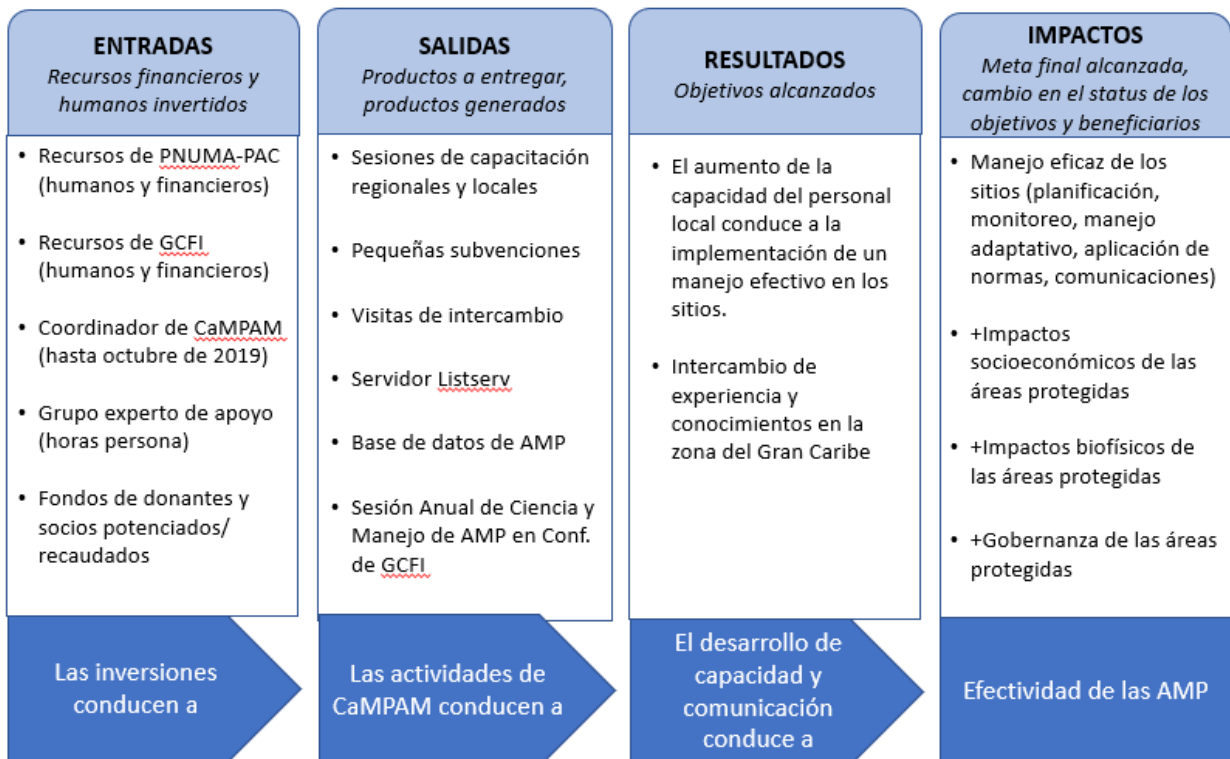 ENTRADAS
Recursos financieros y
humanos invertidos
• Recursos de PNUMA-PAC
(humanos y financieros)
• Recursos de GCFI
(humanos y financieros)
• Coordinador de CaMPAM
(hasta octubre de 2019)
• Grupo experto de apoyo
(horas persona)
• Fondos de donantes y
socios potenciados/
recaudados
Las inversiones
conducen a
SALIDAS
Productos a entregar,
productos generados
• Sesiones de capacitación
regionales y locales
• Pequeñas subvenciones
• Visitas de intercambio
• Servidor Listserv
• Base de datos de AMP
• Sesión Anual de Ciencia y
Manejo de AMP en Conf.
de GCFI
Las actividades de
CaMPAM conducen a
RESULTADOS
Objetivos alcanzados
• El aumento de la
capacidad del personal
local conduce a la
implementación de un
manejo efectivo en los
sitios.
• Intercambio de
experiencia y
conocimientos en la
zona del Gran Caribe
El desarrollo de
capacidad y
comunicación
conduce a
IMPACTOS
Meta final alcanzada,
cambio en el status de los
objetivos y beneficiarios
• Manejo eficaz de los
sitios (planificación,
monitoreo, manejo
adaptativo, aplicación de
normas, comunicaciones)
• +Impactos
socioeconómicos de las
áreas protegidas
• +Impactos biofísicos de
las áreas protegidas
• +Gobernanza de las áreas
protegidas
Efectividad de las AMP